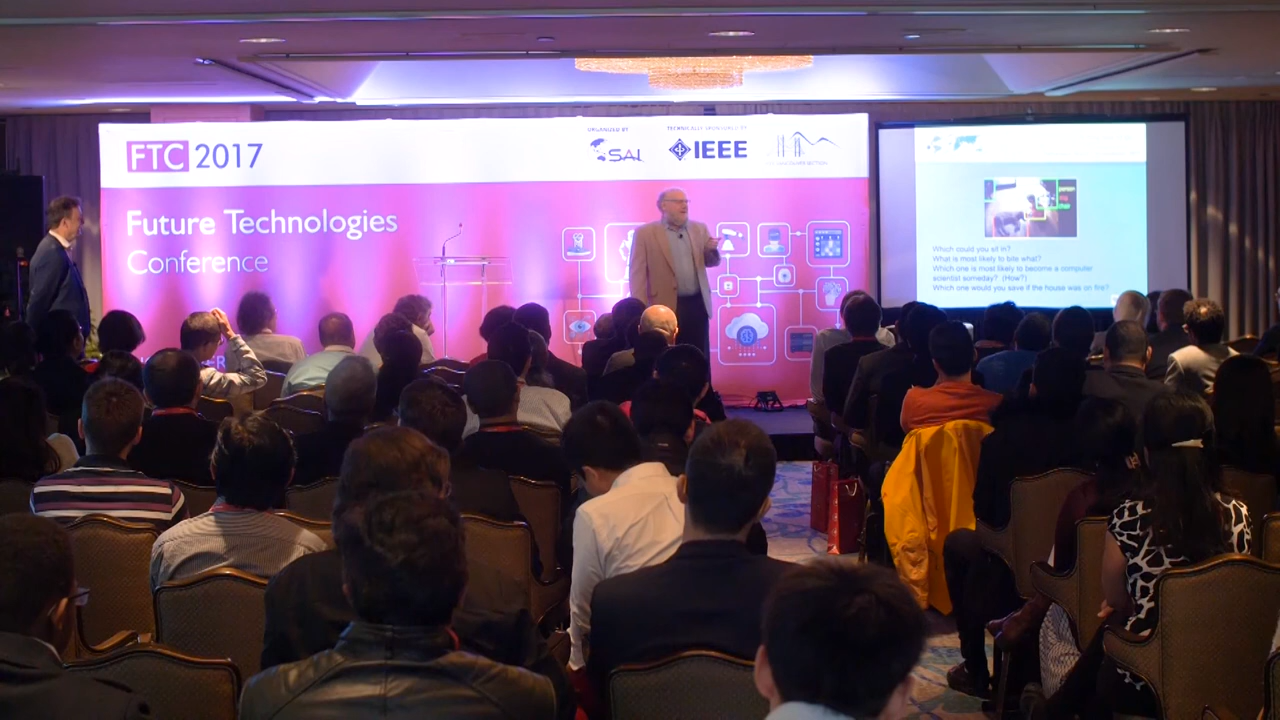 FTC 2017
ORGANIZED BY
SAI
TECHNICALLY SPONSORED BY
IEEE
Future Technologies
Conference
Which could you sit in?
What is most likely to bite what?
Which one is most likely to become a computer
scientist someday? (How?)
Which one would you save if the house was on fire?